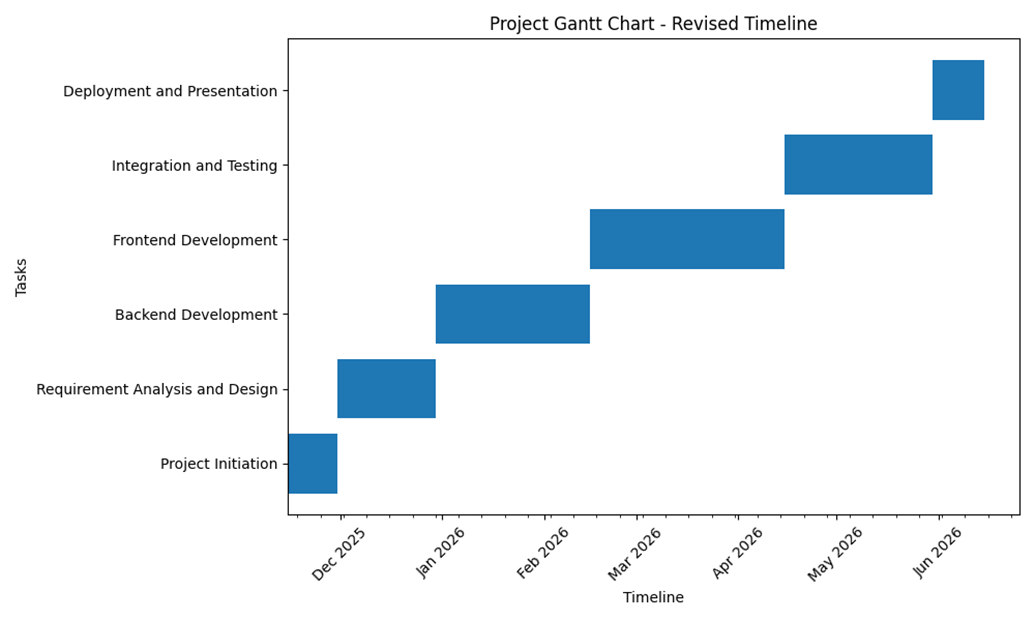 Project Gantt Chart - Revised Timeline
Deployment and Presentation
Integration and Testing
Frontend Development
Backend Development
Requirement Analysis and Design
Project Initiation
Tasks
Dec 2025
Jan 2026
Feb 2026
Mar 2026
Apr 2026
May 2026
Jun 2026
Timeline